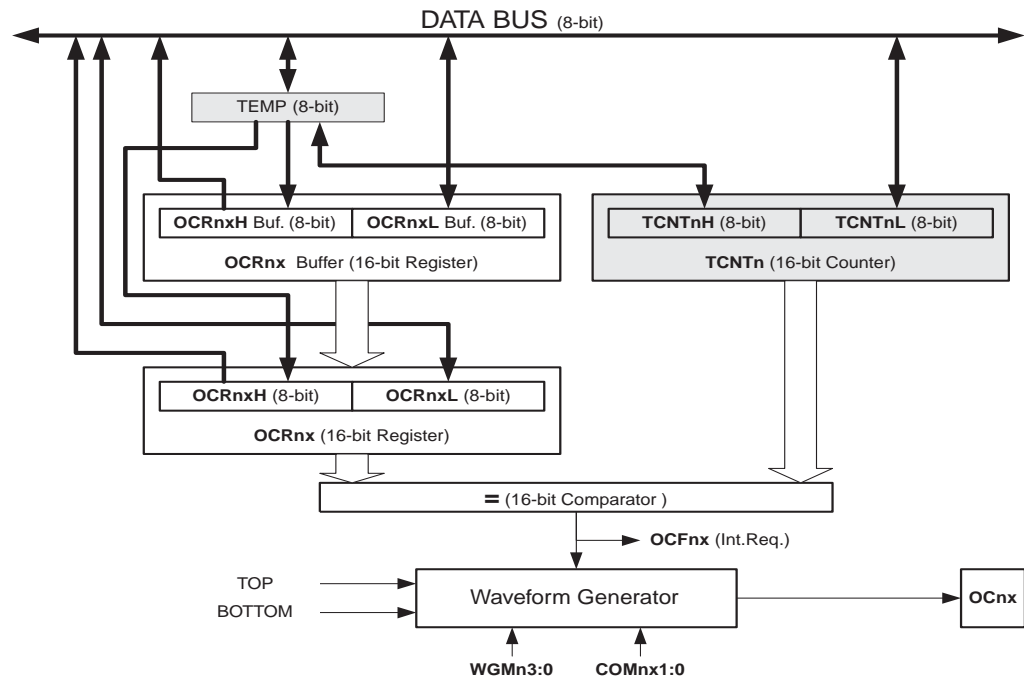 DATA BUS (8-bit)
TEMP (8-bit)
OCRnxH Buf. (8-bit) OCRnxL Buf. (8-bit)
OCRnx Buffer (16-bit Register)
TCNTnH (8-bit) TCNTnL (8-bit)
TCNTn (16-bit Counter)
OCRnxH (8-bit) OCRnxL (8-bit)
OCRnx (16-bit Register)
= (16-bit Comparator )
OCFnx (Int.Req.)
TOP
BOTTOM
Waveform Generator
OCnx
WGMn3:0 COMnx1:0